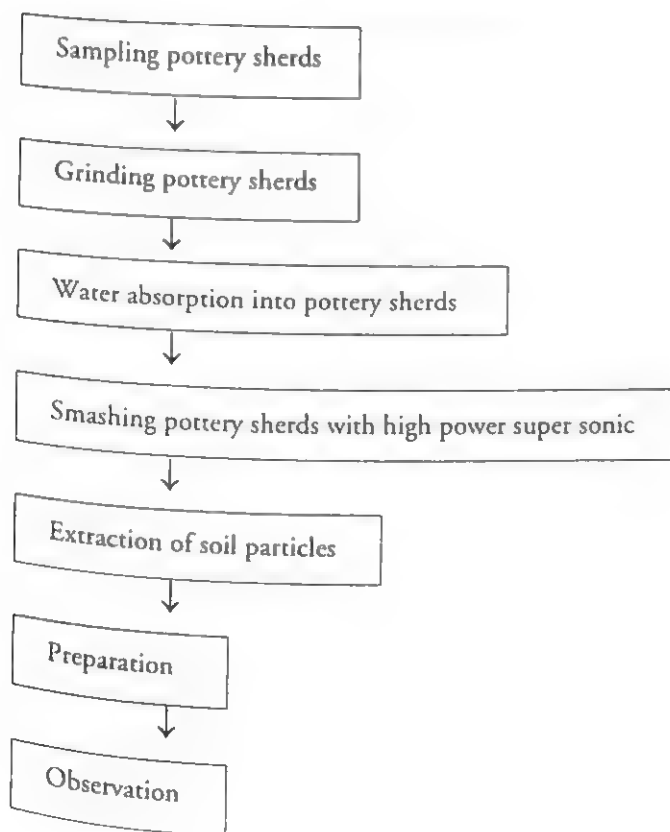 Sampling pottery sherds
Grinding pottery sherds
Water absorption into pottery sherds
Smashing pottery sherds with high power super sonic
Extraction of soil particles
Preparation
Observation